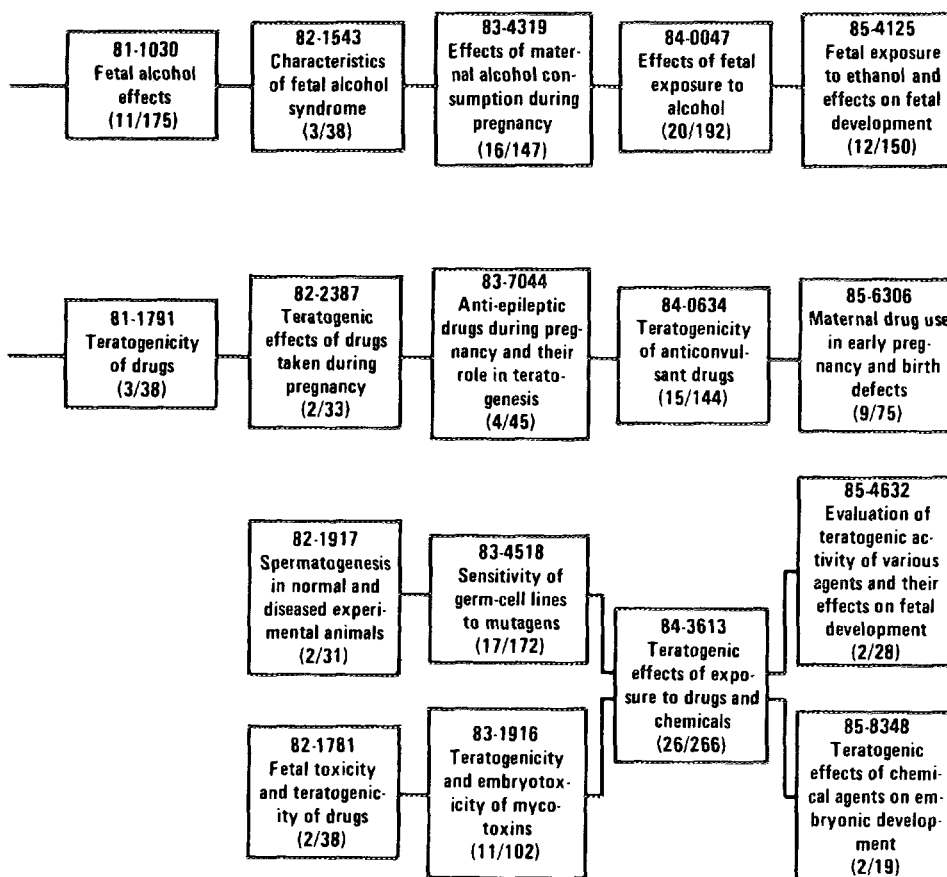 81-1030
Fetal alcohol
effects
(11/175)
82-1543
Characteristics
of fetal alcohol
syndrome
(3/38)
83-4319
Effects of mater-
nal alcohol con-
sumption during
pregnancy
(16/147)
84-0047
Effects of fetal
exposure to
alcohol
(20/192)
85-4125
Fetal exposure
to ethanol and
effects on fetal
development
(12/150)
81-1791
Teratogenicity
of drugs
(3/38)
82-2387
Teratogenic
effects of drugs
taken during
pregnancy
(2/33)
83-7044
Anti-epileptic
drugs during preg-
nancy and their
role in terato-
genesis
(4/45)
84-0634
Teratogenicity
of anticonvul-
sant drugs
(15/144)
85-6306
Maternal drug use
in early preg-
nancy and birth
defects
(9/75)
82-1917
Spermatogenesis
in normal and
diseased experi-
mental animals
(2/31)
83-4518
Sensitivity of
germ-cell lines
to mutagens
(17/172)
84-3613
Teratogenic
effects of expo-
sure to drugs and
chemicals
(26/266)
85-4632
Evaluation of
teratogenic ac-
tivity of various
agents and their
effects on fetal
development
(2/28)
82-1781
Fetal toxicity
and teratogenic-
ity of drugs
(2/38)
83-1916
Teratogenicity
and embryotox-
icity of myco-
toxins
(11/102)
85-8348
Teratogenic
effects of chem-
ical agents on em-
bryonic develop-
ment
(2/19)